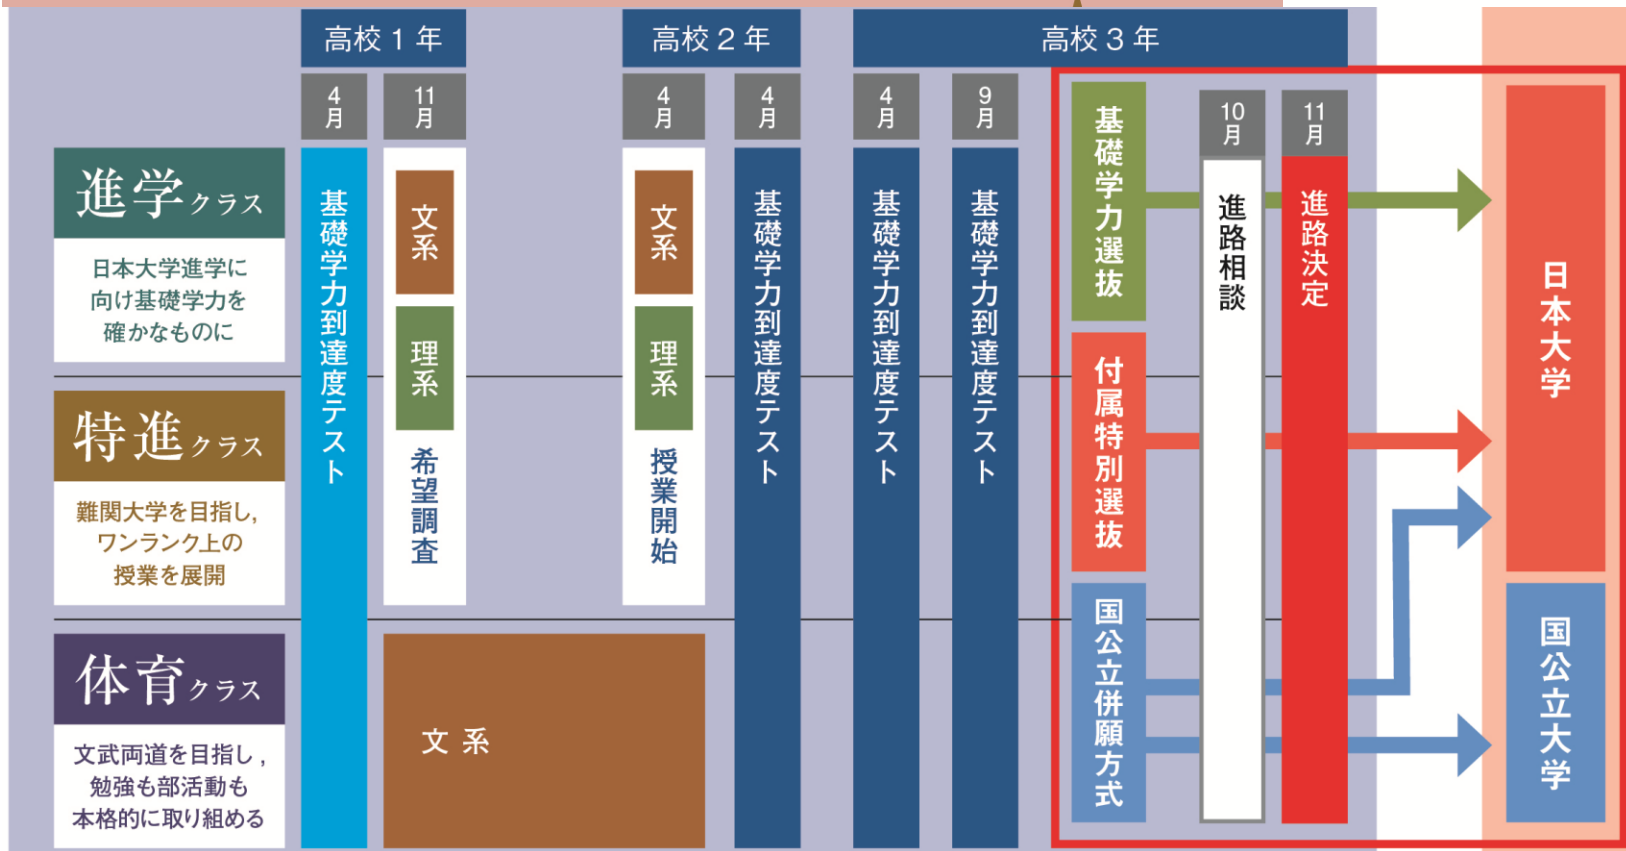 高校1年
高校2年
高校3年
4月
11月
4月
4月
4月
9月
10月
11月
進学クラス
日本大学進学に
向け基礎学力を
確かなものに
特進クラス
難関大学を目指し,
ワンランク上の
授業を展開
体育クラス
文武両道を目指し,
勉強も部活動も
本格的に取り組める
基礎学力到達度テスト
文系
理系
希望調査
文系
理系
授業開始
文系
基礎学力到達度テスト
基礎学力到達度テスト
基礎学力到達度テスト
基礎学力選抜
付属特別選抜
国公立併願方式
進路相談
進路決定
日本大学
国公立大学